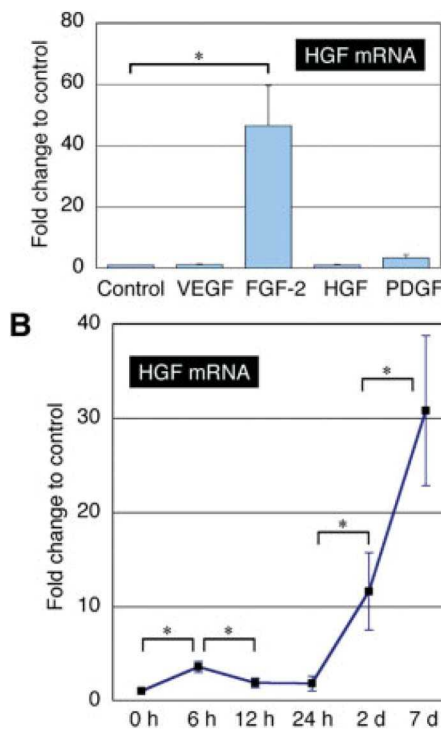 80
60
40
20
0
Fold change to control
HGF mRNA
*
Control VEGF FGF-2 HGF PDGF
B
40
30
20
10
0
Fold change to control
HGF mRNA
*
*
*
*
0 h 6 h 12 h 24 h 2 d 7 d